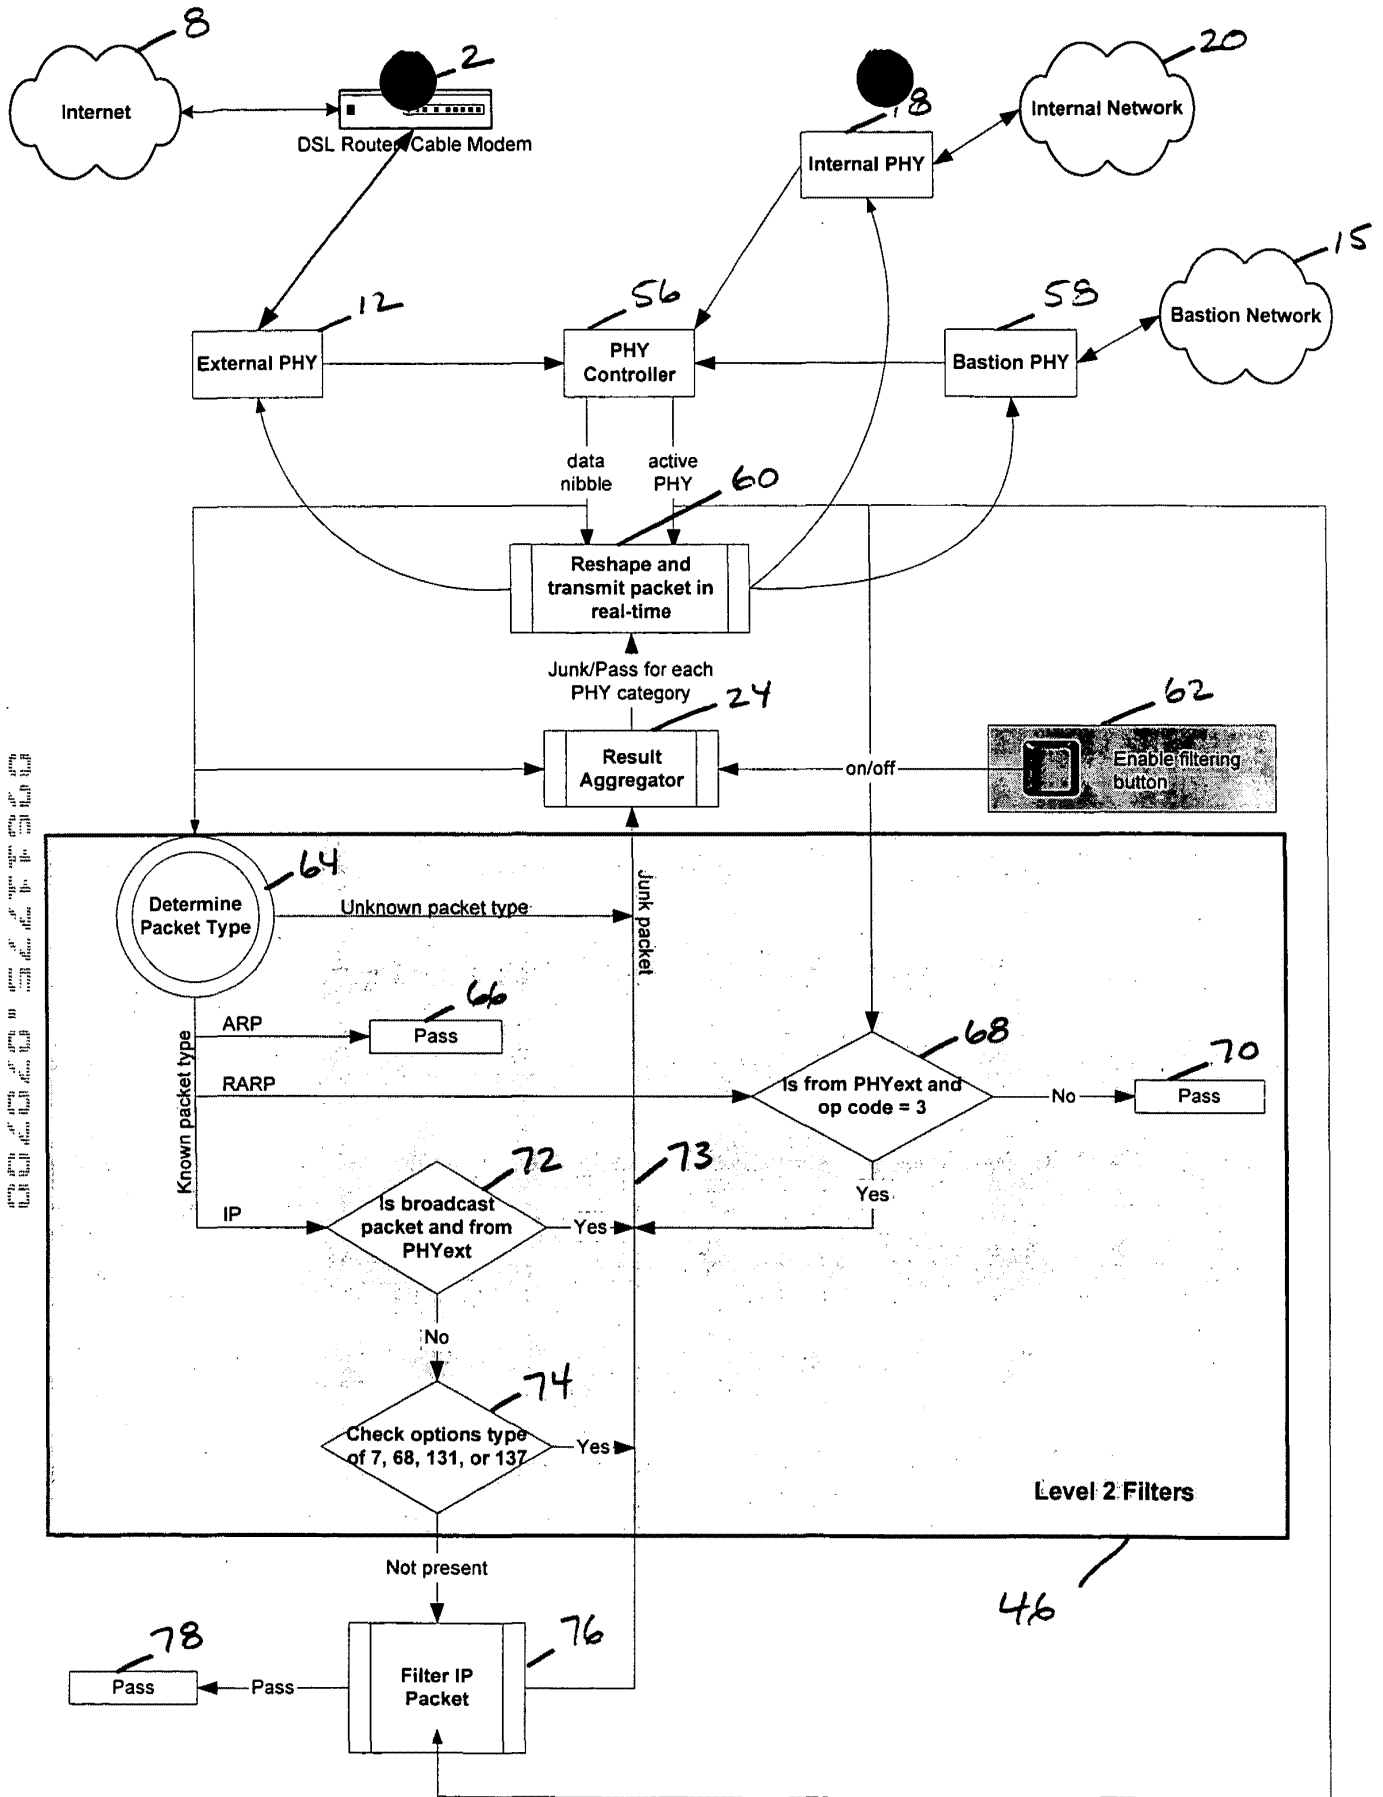 8
2
20
Internet
Internal Network
DSL Router/Cable Modem
18
Internal PHY
15
12
56
58
Bastion Network
External PHY
PHY
Controller
Bastion PHY
data
nibble
active
PHY
60
Reshape and
transmit packet in
real-time
Junk/Pass for each
PHY category
24
62
Result
Aggregator
on/off
Enable filtering
button
64
Determine
Packet Type
Unknown packet type
Junk packet
66
ARP
Pass
68
70
Known packet type
RARP
Is from PHYext and
op code = 3
No
Pass
72
73
Yes
IP
Is broadcast
packet and from
PHYext
Yes
No
74
Check options type
of 7, 68, 131, or 137
Yes
Level 2 Filters
Not present
46
78
76
Pass
Pass
Filter IP
Packet